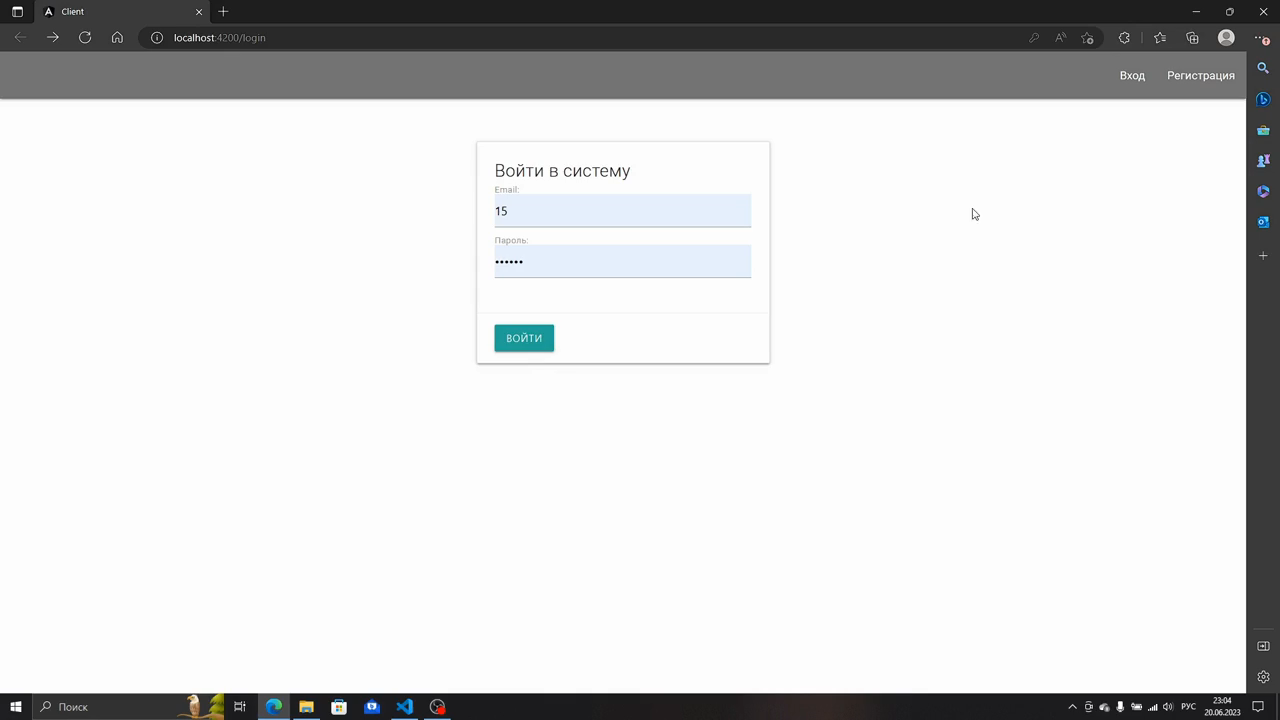 Client
localhost:4200/login
Вход
Регистрация
Войти в систему
Email:
15
Пароль:
••••••
ВОЙТИ
Поиск
РУС
23:04
20.06.2023